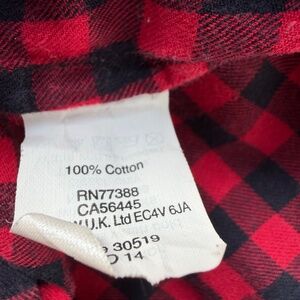 100% Cotton
RN77388
CA56445
U.K. Ltd EC4V 6JA
30519
14